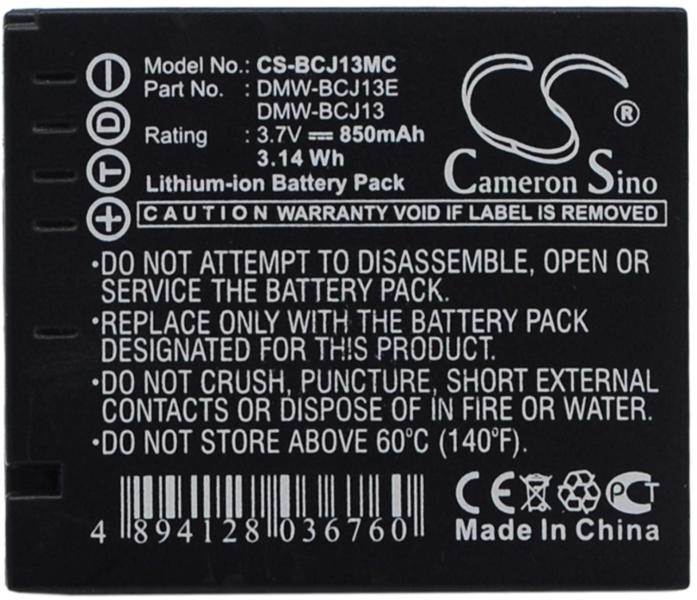 Model No.: CS-BCJ13MC
Part No. : DMW-BCJ13E
DMW-BCJ13
Rating : 3.7V 850mAh
3.14 Wh
Lithium-ion Battery Pack
CS
®
Cameron Sino
− D T +
CAUTION WARRANTY VOID IF LABEL IS REMOVED
•DO NOT ATTEMPT TO DISASSEMBLE, OPEN OR
SERVICE THE BATTERY PACK.
•REPLACE ONLY WITH THE BATTERY PACK
DESIGNATED FOR THIS PRODUCT.
•DO NOT CRUSH, PUNCTURE, SHORT EXTERNAL
CONTACTS OR DISPOSE OF IN FIRE OR WATER.
•DO NOT STORE ABOVE 60°C (140°F).
4 894128 036760
CE PCT
Made In China